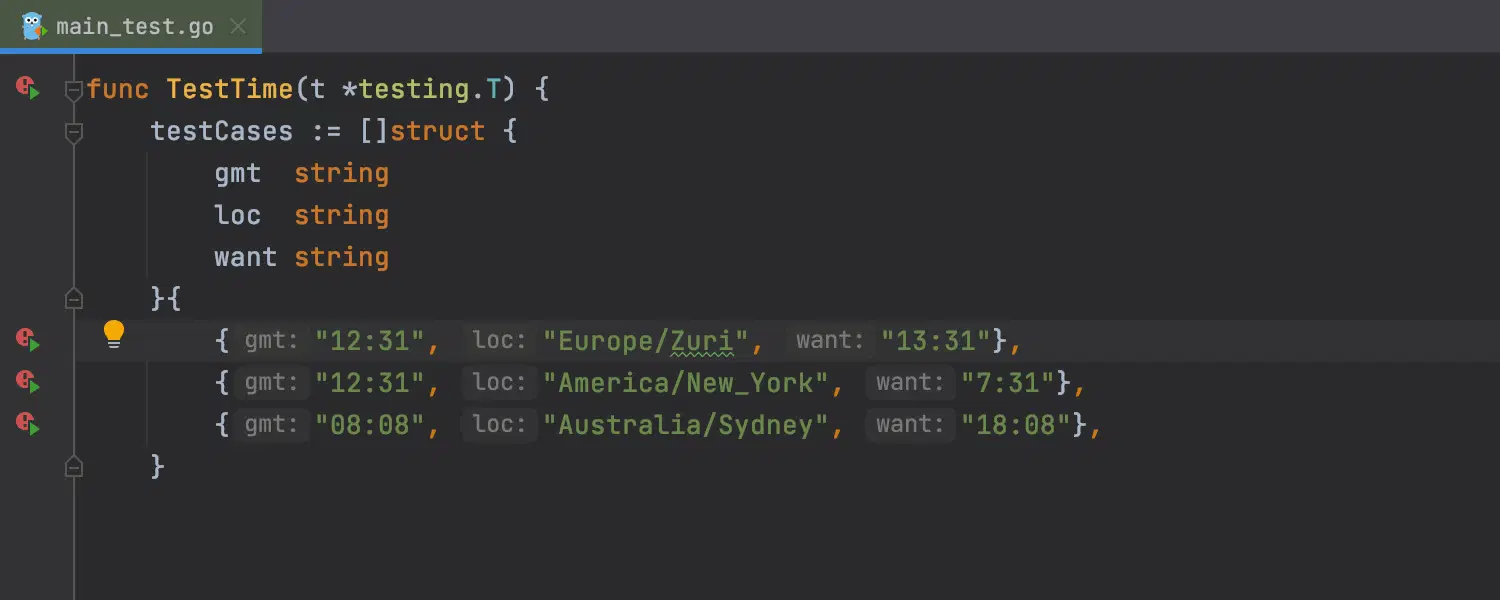 main_test.go
func TestTime(t *testing.T) {
    testCases := []struct {
        gmt  string
        loc  string
        want string
    }{
        { gmt: "12:31", loc: "Europe/Zuri", want: "13:31"},
        { gmt: "12:31", loc: "America/New_York", want: "7:31"},
        { gmt: "08:08", loc: "Australia/Sydney", want: "18:08"},
    }